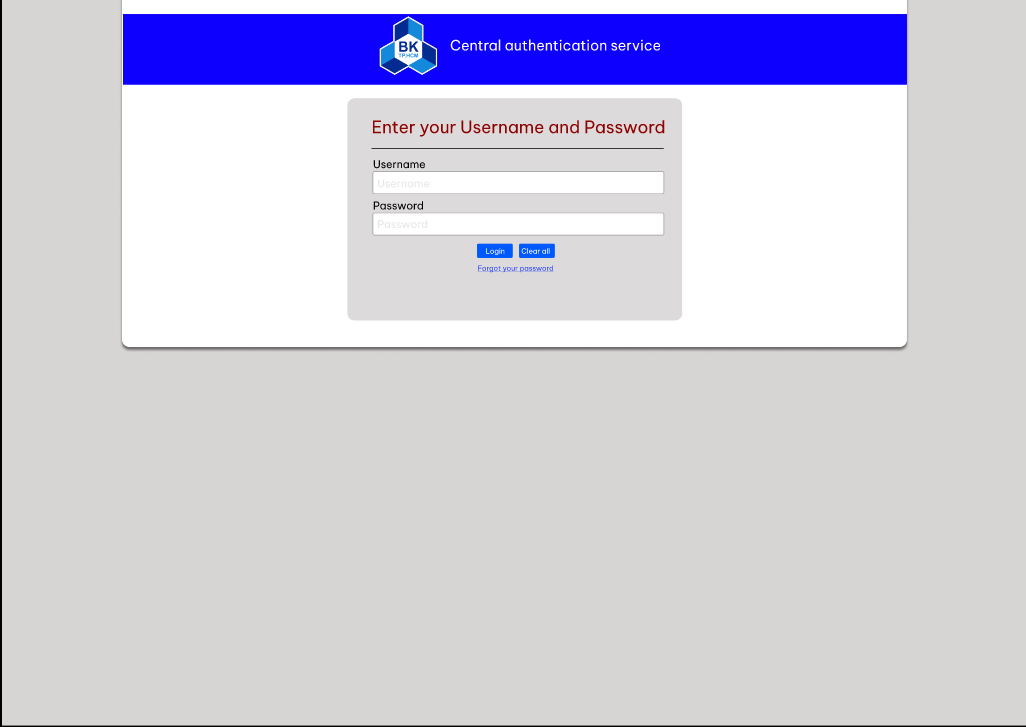 BK
TP.HCM
Central authentication service
Enter your Username and Password
Username
Username
Password
Password
Login Clear all
Forgot your password